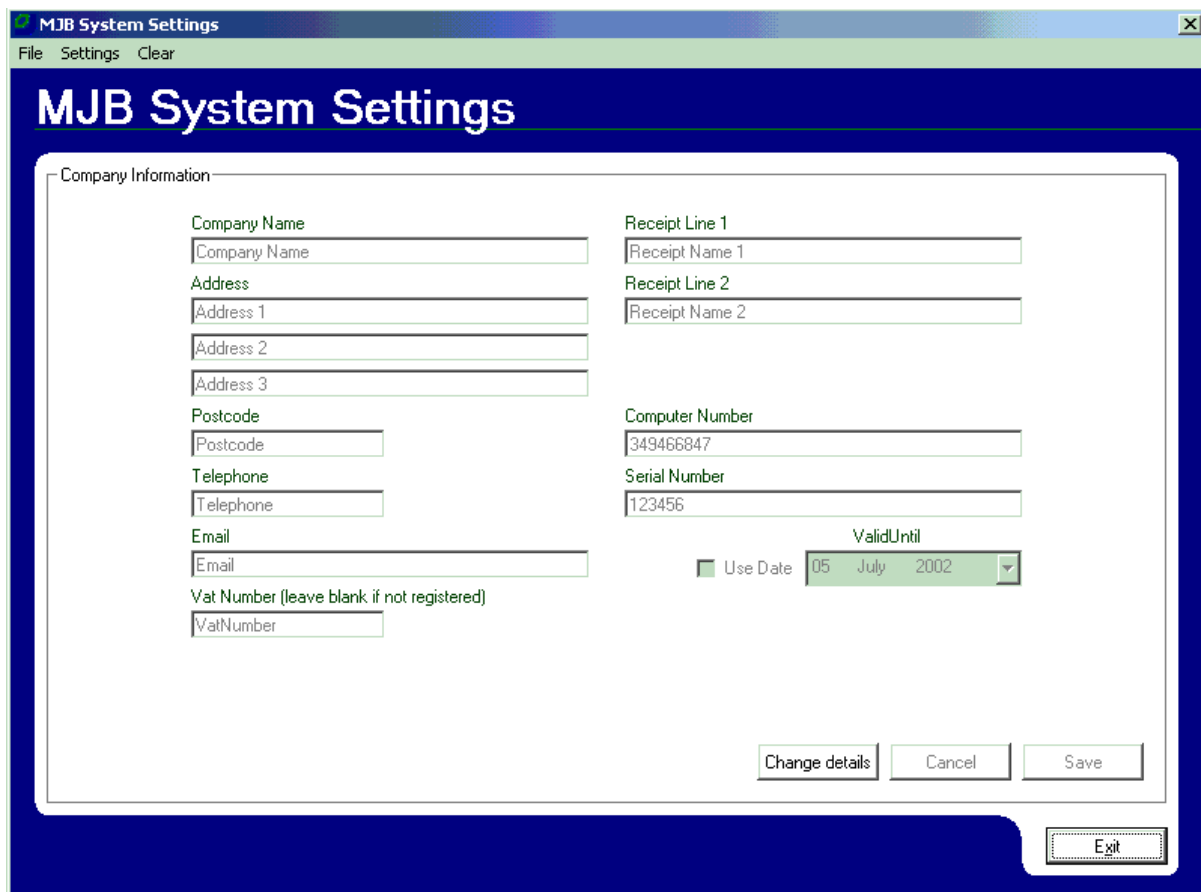 MJB System Settings
File Settings Clear
MJB System Settings
Company Information
Company Name
Company Name
Address
Address 1
Address 2
Address 3
Postcode
Postcode
Telephone
Telephone
Email
Email
Vat Number (leave blank if not registered)
VatNumber
Receipt Line 1
Receipt Name 1
Receipt Line 2
Receipt Name 2
Computer Number
349466847
Serial Number
123456
ValidUntil
Use Date 05 July 2002
Change details Cancel Save
Exit